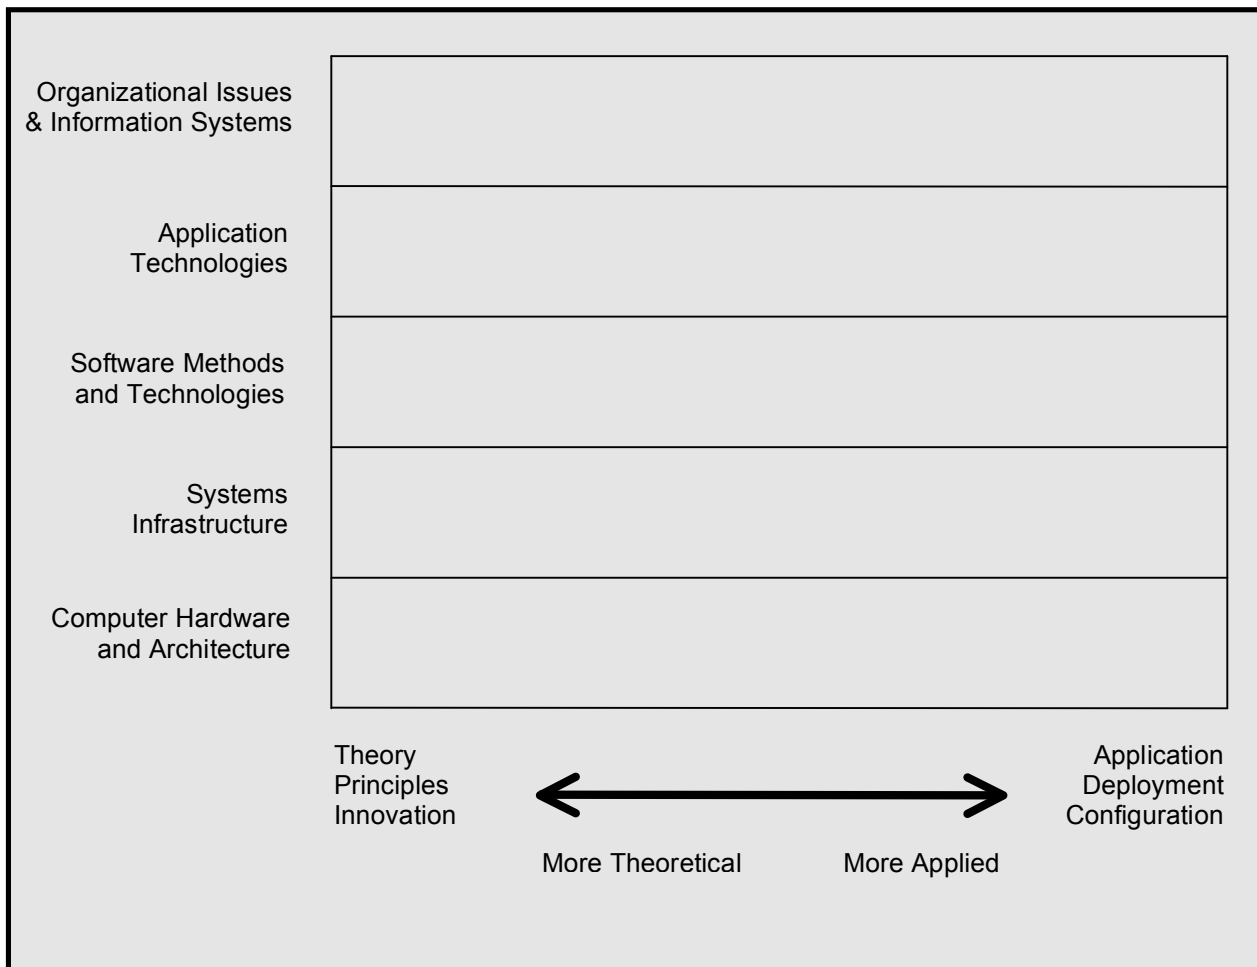 Organizational Issues
& Information Systems
Application
Technologies
Software Methods
and Technologies
Systems
Infrastructure
Computer Hardware
and Architecture
Theory
Principles
Innovation
Application
Deployment
Configuration
More Theoretical
More Applied